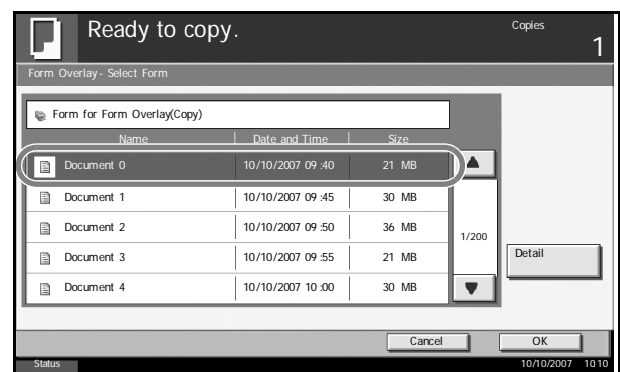 Ready to copy.
Copies
1
Form Overlay- Select Form
Form for Form Overlay(Copy)
Name Date and Time Size
Document 0 10/10/2007 09 :40 21 MB
Document 1 10/10/2007 09 :45 30 MB
Document 2 10/10/2007 09 :50 36 MB
Document 3 10/10/2007 09 :55 21 MB
Document 4 10/10/2007 10 :00 30 MB
1/200
Detail
Cancel OK
Status 10/10/2007 1010